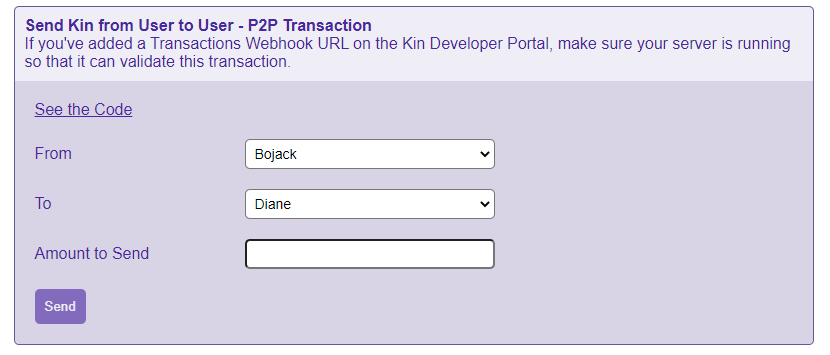 Send Kin from User to User - P2P Transaction
If you've added a Transactions Webhook URL on the Kin Developer Portal, make sure your server is running
so that it can validate this transaction.
See the Code
From
Bojack
To
Diane
Amount to Send
Send